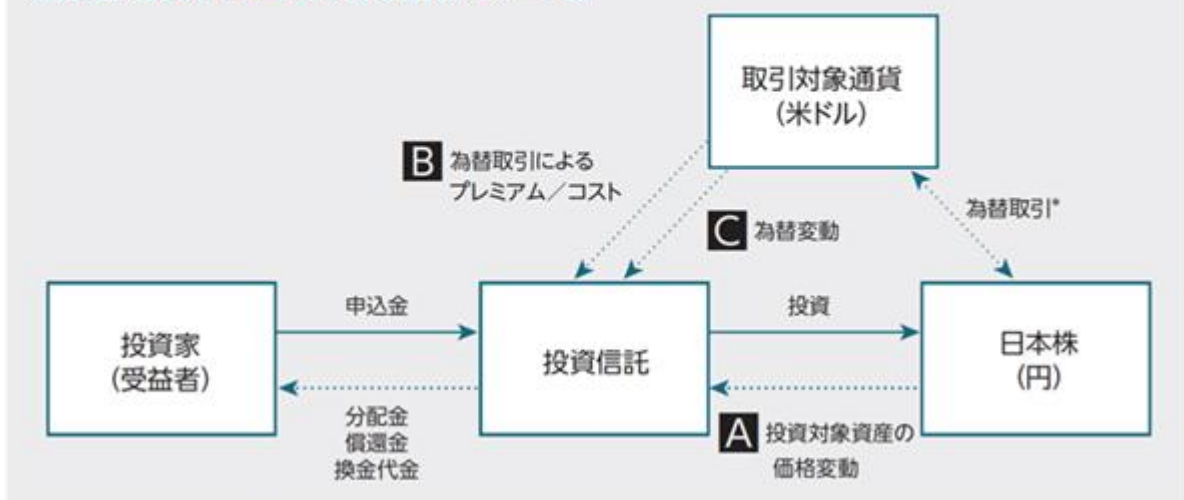 取引対象通貨
(米ドル)
B 為替取引による
プレミアム／コスト
C 為替変動
為替取引*
投資家
(受益者)
申込金
分配金
償還金
換金代金
投資信託
投資
A 投資対象資産の
価格変動
日本株
(円)